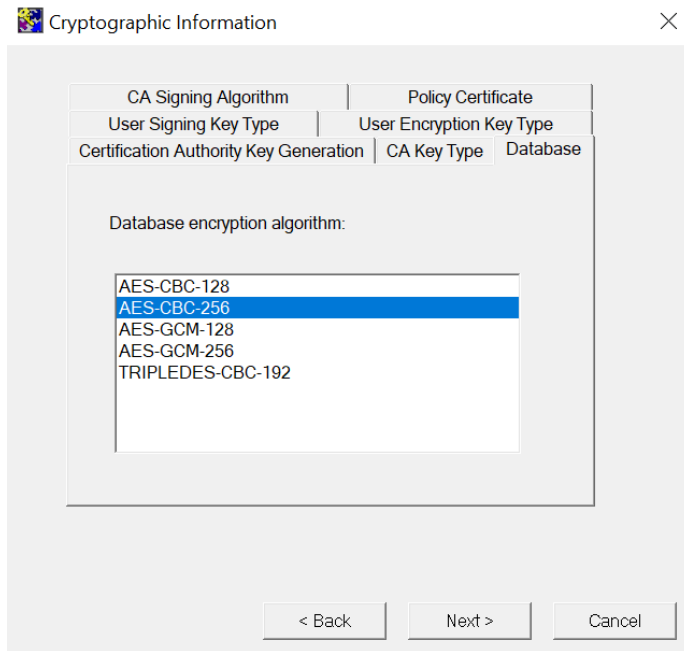 Cryptographic Information
CA Signing Algorithm
Policy Certificate
User Signing Key Type
User Encryption Key Type
Certification Authority Key Generation
CA Key Type
Database
Database encryption algorithm:
AES-CBC-128
AES-CBC-256
AES-GCM-128
AES-GCM-256
TRIPLEDES-CBC-192
< Back
Next >
Cancel